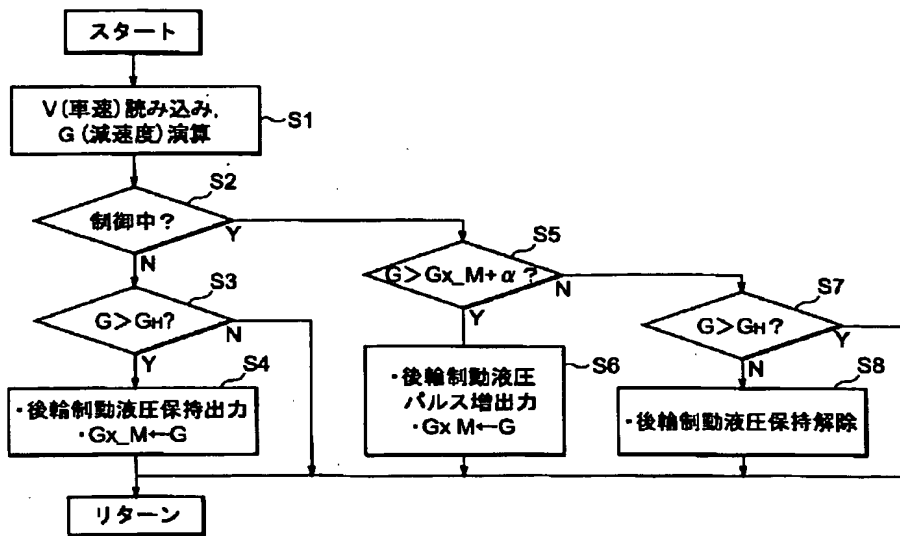 スタート
V(車速)読み込み,
G(減速度)演算
S1
S2
制御中?
Y
N
S3
G>GH?
N
Y
S4
・後輪制動液圧保持出力
・Gx_M←G
S5
G>Gx_M+α?
N
Y
S6
・後輪制動液圧
パルス増出力
・Gx M←G
S7
G>GH?
Y
N
S8
・後輪制動液圧保持解除
リターン